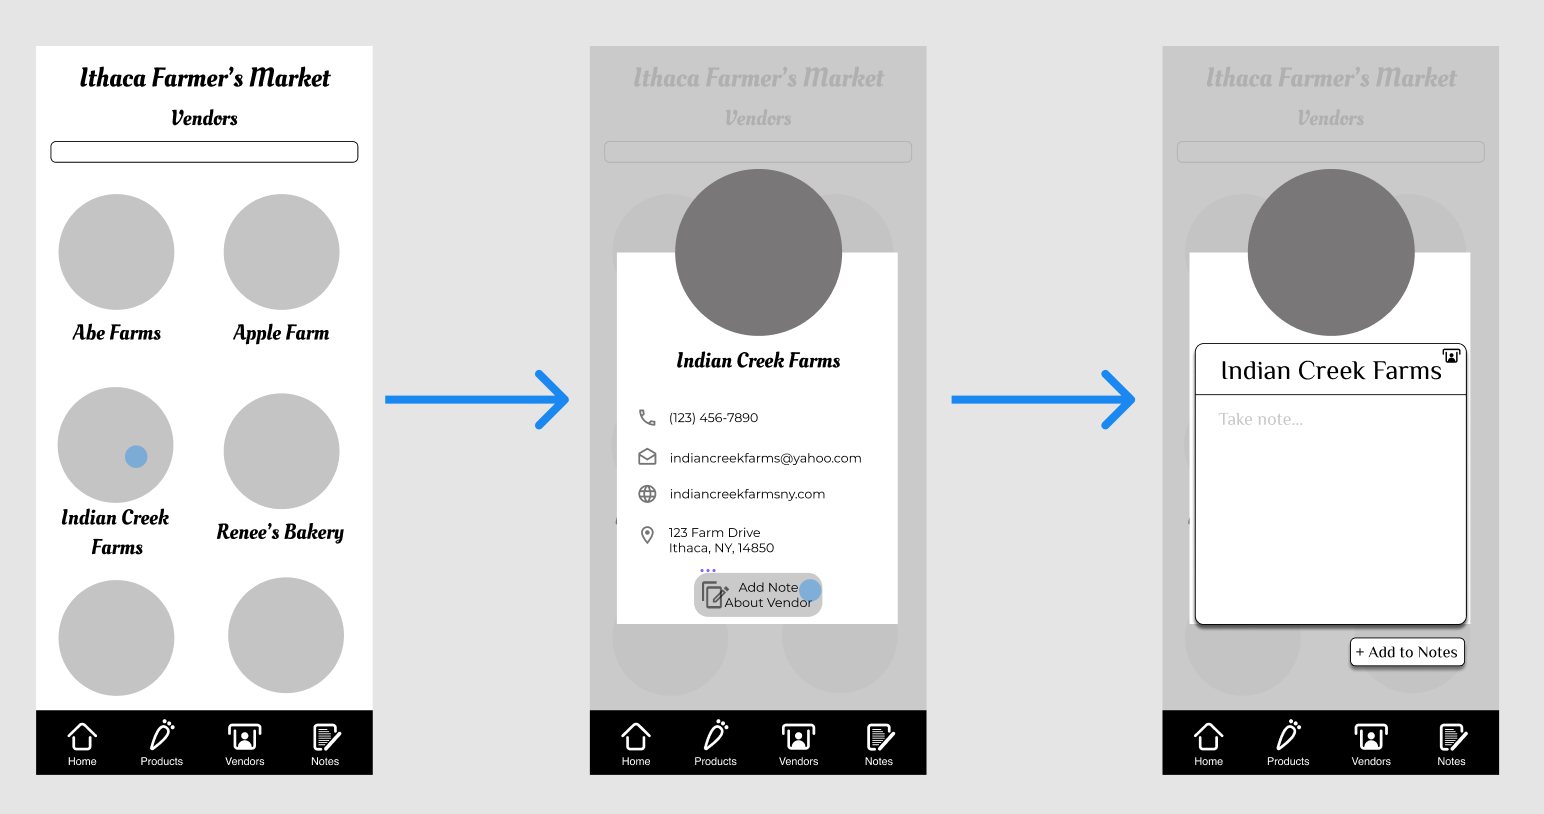 Ithaca Farmer's Market
Vendors
Abe Farms
Apple Farm
Indian Creek
Farms
Renee's Bakery
Home
Products
Vendors
Notes
Ithaca Farmer's Market
Vendors
Indian Creek Farms
(123) 456-7890
indiancreekfarms@yahoo.com
indiancreekfarmsny.com
123 Farm Drive
Ithaca, NY, 14850
Add Note
About Vendor
Home
Products
Vendors
Notes
Ithaca Farmer's Market
Vendors
Indian Creek Farms
Take note...
+ Add to Notes
Home
Products
Vendors
Notes